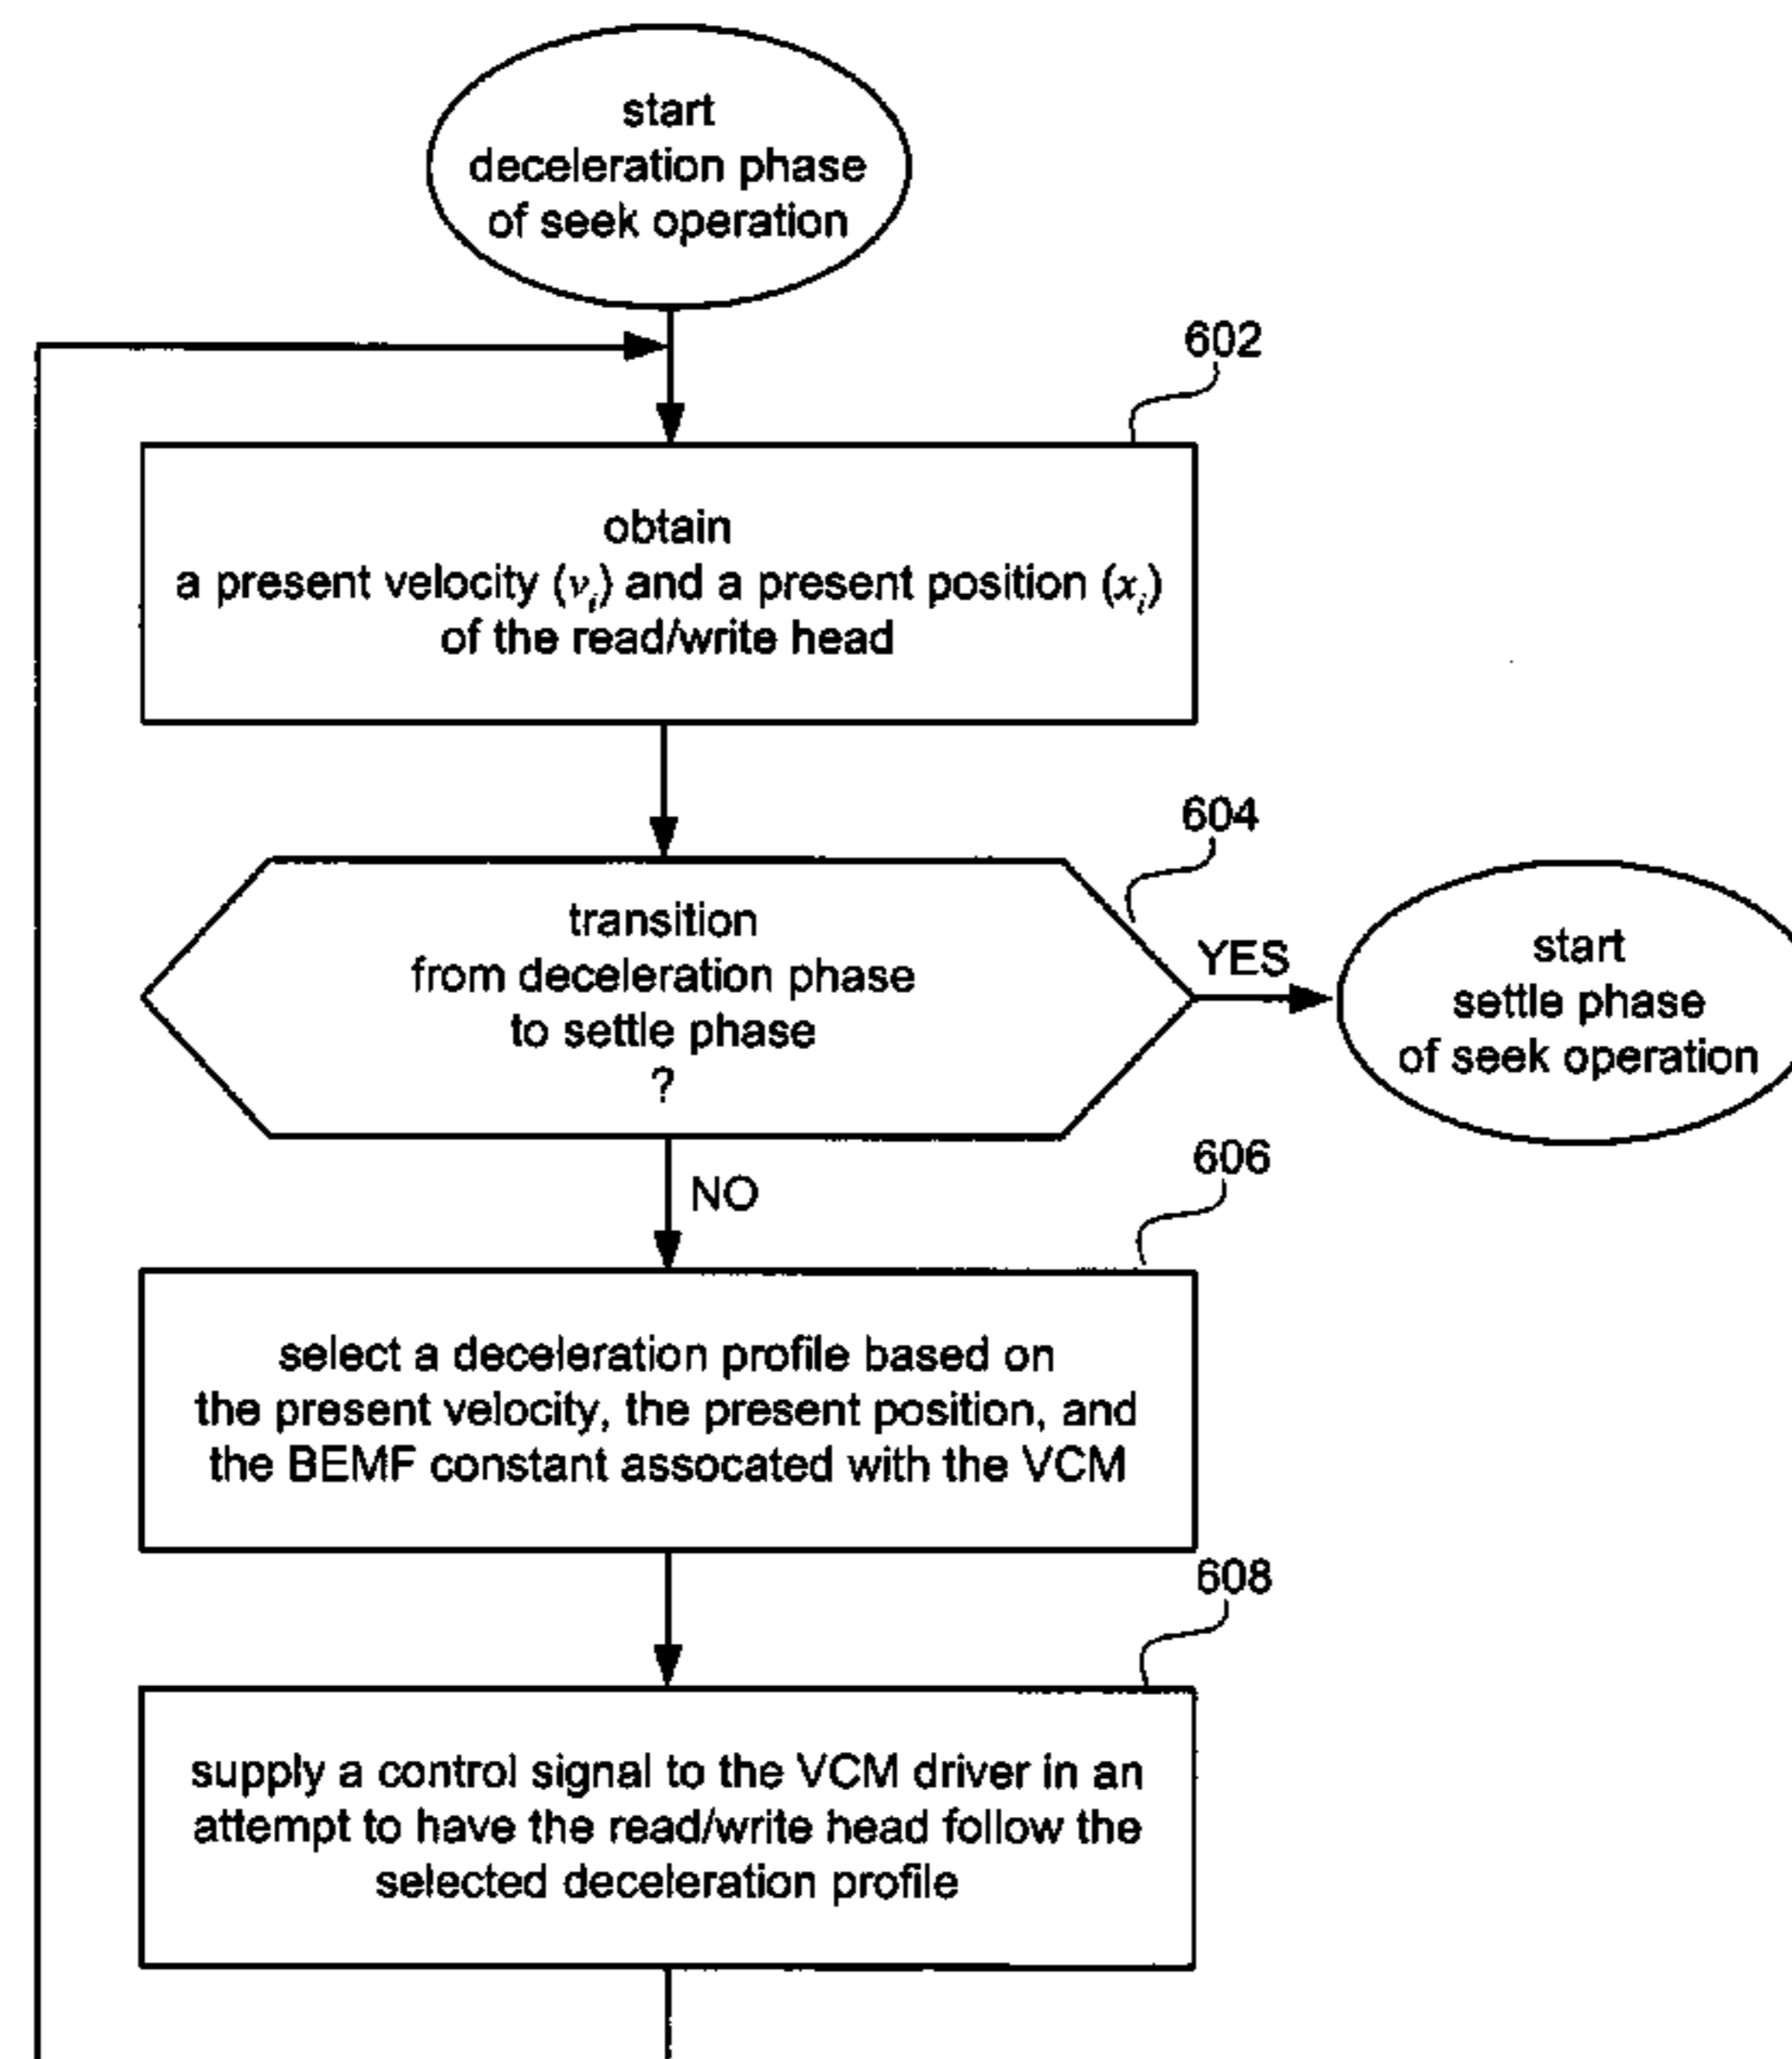 start
deceleration phase
of seek operation
602
obtain
a present velocity (vi) and a present position (xi)
of the read/write head
604
transition
from deceleration phase
to settle phase
?
YES
start
settle phase
of seek operation
NO
606
select a deceleration profile based on
the present velocity, the present position, and
the BEMF constant assocated with the VCM
608
supply a control signal to the VCM driver in an
attempt to have the read/write head follow the
selected deceleration profile